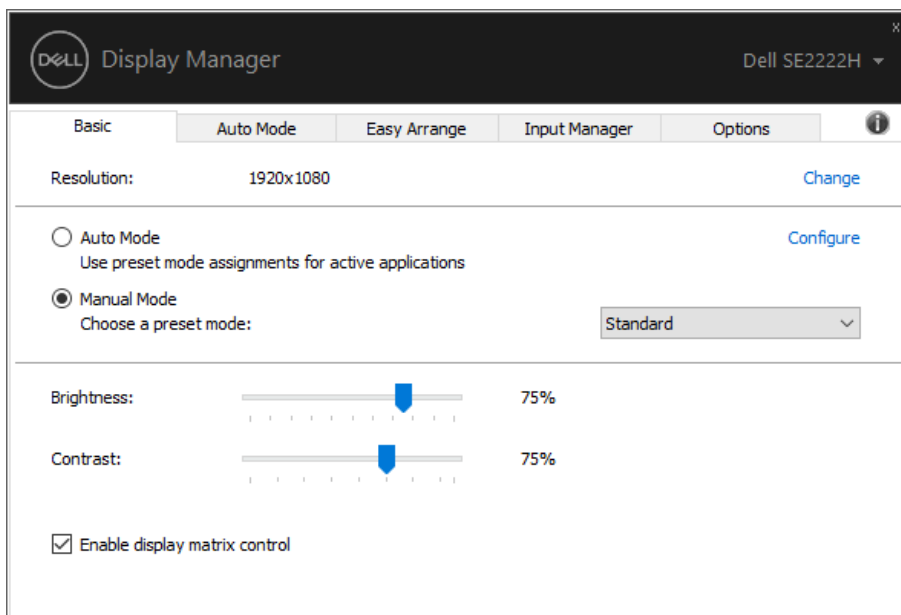 DELL Display Manager Dell SE2222H
Basic Auto Mode Easy Arrange Input Manager Options
Resolution: 1920x1080 Change
Auto Mode Configure
Use preset mode assignments for active applications
Manual Mode
Choose a preset mode: Standard
Brightness: 75%
Contrast: 75%
Enable display matrix control